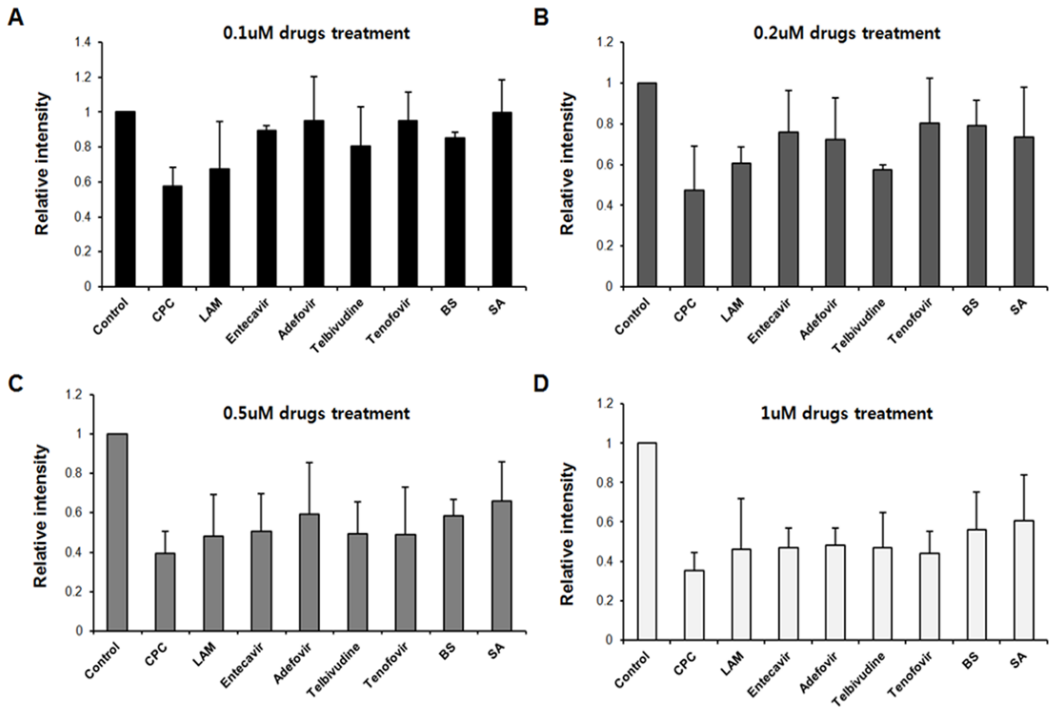 A
0.1uM drugs treatment
Relative intensity
1.4
1.2
1
0.8
0.6
0.4
0.2
0
Control
CPC
LAM
Entecavir
Adefovir
Telbivudine
Tenofovir
BS
SA
B
0.2uM drugs treatment
Relative intensity
1.2
1
0.8
0.6
0.4
0.2
0
Control
CPC
LAM
Entecavir
Adefovir
Telbivudine
Tenofovir
BS
SA
C
0.5uM drugs treatment
Relative intensity
1.2
1
0.8
0.6
0.4
0.2
0
Control
CPC
LAM
Entecavir
Adefovir
Telbivudine
Tenofovir
BS
SA
D
1uM drugs treatment
Relative intensity
1.2
1
0.8
0.6
0.4
0.2
0
Control
CPC
LAM
Entecavir
Adefovir
Telbivudine
Tenofovir
BS
SA